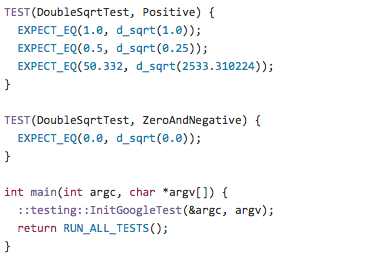 TEST(DoubleSqrtTest, Positive) {
  EXPECT_EQ(1.0, d_sqrt(1.0));
  EXPECT_EQ(0.5, d_sqrt(0.25));
  EXPECT_EQ(50.332, d_sqrt(2533.310224));
}

TEST(DoubleSqrtTest, ZeroAndNegative) {
  EXPECT_EQ(0.0, d_sqrt(0.0));
}

int main(int argc, char *argv[]) {
  ::testing::InitGoogleTest(&argc, argv);
  return RUN_ALL_TESTS();
}